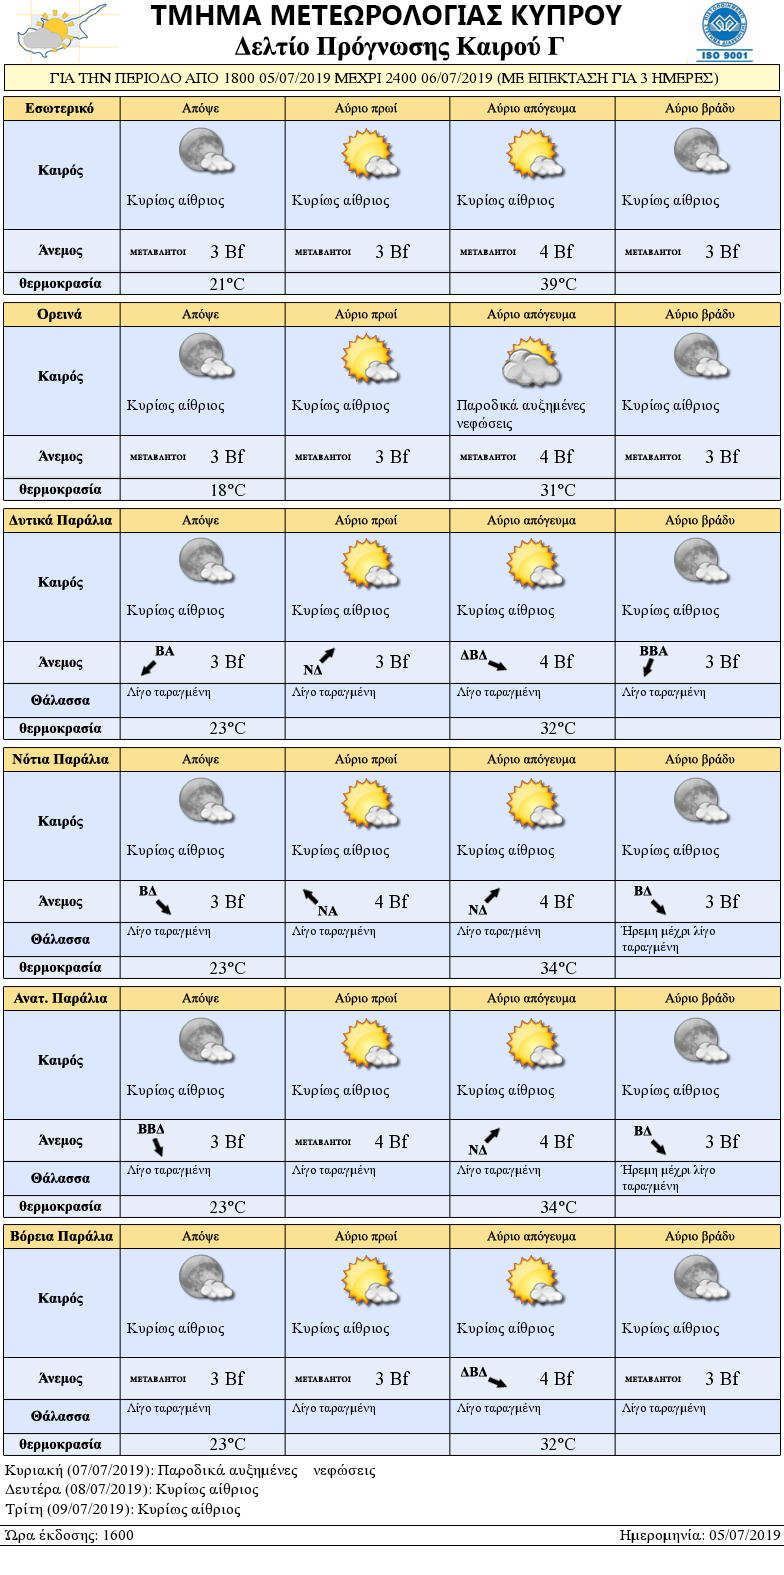 ΤΜΗΜΑ ΜΕΤΕΩΡΟΛΟΓΙΑΣ ΚΥΠΡΟΥ
Δελτίο Πρόγνωσης Καιρού Γ
ISO 9001
ΓΙΑ ΤΗΝ ΠΕΡΙΟΔΟ ΑΠΟ 1800 05/07/2019 ΜΕΧΡΙ 2400 06/07/2019 (ΜΕ ΕΠΕΚΤΑΣΗ ΓΙΑ 3 ΗΜΕΡΕΣ)
Εσωτερικό Απόψε Αύριο πρωί Αύριο απόγευμα Αύριο βράδυ
Καιρός
Κυρίως αίθριος Κυρίως αίθριος Κυρίως αίθριος Κυρίως αίθριος
Άνεμος ΜΕΤΑΒΛΗΤΟΙ 3 Bf ΜΕΤΑΒΛΗΤΟΙ 3 Bf ΜΕΤΑΒΛΗΤΟΙ 4 Bf ΜΕΤΑΒΛΗΤΟΙ 3 Bf
θερμοκρασία 21°C 39°C
Ορεινά Απόψε Αύριο πρωί Αύριο απόγευμα Αύριο βράδυ
Καιρός
Κυρίως αίθριος Κυρίως αίθριος Παροδικά αυξημένες Κυρίως αίθριος
νεφώσεις
Άνεμος ΜΕΤΑΒΛΗΤΟΙ 3 Bf ΜΕΤΑΒΛΗΤΟΙ 3 Bf ΜΕΤΑΒΛΗΤΟΙ 4 Bf ΜΕΤΑΒΛΗΤΟΙ 3 Bf
θερμοκρασία 18°C 31°C
Δυτικά Παράλια Απόψε Αύριο πρωί Αύριο απόγευμα Αύριο βράδυ
Καιρός
Κυρίως αίθριος Κυρίως αίθριος Κυρίως αίθριος Κυρίως αίθριος
Άνεμος ΒΑ 3 Bf ΝΔ 3 Bf ΔΒΔ 4 Bf ΒΒΑ 3 Bf
Θάλασσα Λίγο ταραγμένη Λίγο ταραγμένη Λίγο ταραγμένη Λίγο ταραγμένη
θερμοκρασία 23°C 32°C
Νότια Παράλια Απόψε Αύριο πρωί Αύριο απόγευμα Αύριο βράδυ
Καιρός
Κυρίως αίθριος Κυρίως αίθριος Κυρίως αίθριος Κυρίως αίθριος
Άνεμος ΒΔ 3 Bf ΝΑ 4 Bf ΝΔ 4 Bf ΒΔ 3 Bf
Θάλασσα Λίγο ταραγμένη Λίγο ταραγμένη Λίγο ταραγμένη Ήρεμη μέχρι λίγο
ταραγμένη
θερμοκρασία 23°C 34°C
Ανατ. Παράλια Απόψε Αύριο πρωί Αύριο απόγευμα Αύριο βράδυ
Καιρός
Κυρίως αίθριος Κυρίως αίθριος Κυρίως αίθριος Κυρίως αίθριος
Άνεμος ΒΒΔ 3 Bf ΜΕΤΑΒΛΗΤΟΙ 4 Bf ΝΔ 4 Bf ΒΔ 3 Bf
Θάλασσα Λίγο ταραγμένη Λίγο ταραγμένη Λίγο ταραγμένη Ήρεμη μέχρι λίγο
ταραγμένη
θερμοκρασία 23°C 34°C
Βόρεια Παράλια Απόψε Αύριο πρωί Αύριο απόγευμα Αύριο βράδυ
Καιρός
Κυρίως αίθριος Κυρίως αίθριος Κυρίως αίθριος Κυρίως αίθριος
Άνεμος ΜΕΤΑΒΛΗΤΟΙ 3 Bf ΜΕΤΑΒΛΗΤΟΙ 3 Bf ΔΒΔ 4 Bf ΜΕΤΑΒΛΗΤΟΙ 3 Bf
Θάλασσα Λίγο ταραγμένη Λίγο ταραγμένη Λίγο ταραγμένη Λίγο ταραγμένη
θερμοκρασία 23°C 32°C
Κυριακή (07/07/2019): Παροδικά αυξημένες νεφώσεις
Δευτέρα (08/07/2019): Κυρίως αίθριος
Τρίτη (09/07/2019): Κυρίως αίθριος
Ώρα έκδοσης: 1600 Ημερομηνία: 05/07/2019